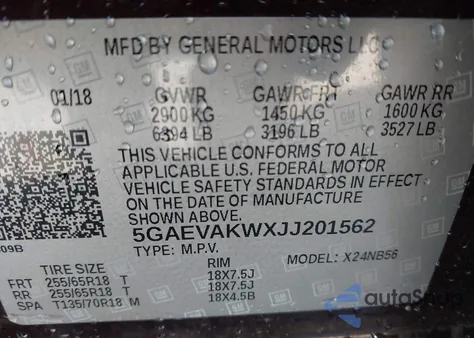 MFD BY GENERAL MOTORS LLC
01/18 GVWR GAWR FRT GAWR RR
2900 KG 1450 KG 1600 KG
6394 LB 3196 LB 3527 LB
THIS VEHICLE CONFORMS TO ALL
APPLICABLE U.S. FEDERAL MOTOR
VEHICLE SAFETY STANDARDS IN EFFECT
ON THE DATE OF MANUFACTURE
SHOWN ABOVE.
5GAEVAKWXJJ201562
09B TYPE: M.P.V. MODEL: X24NB56
TIRE SIZE RIM
FRT 255/65R18 T 18X7.5J
RR 255/65R18 T 18X7.5J
SPA T135/70R18 M 18X4.5B